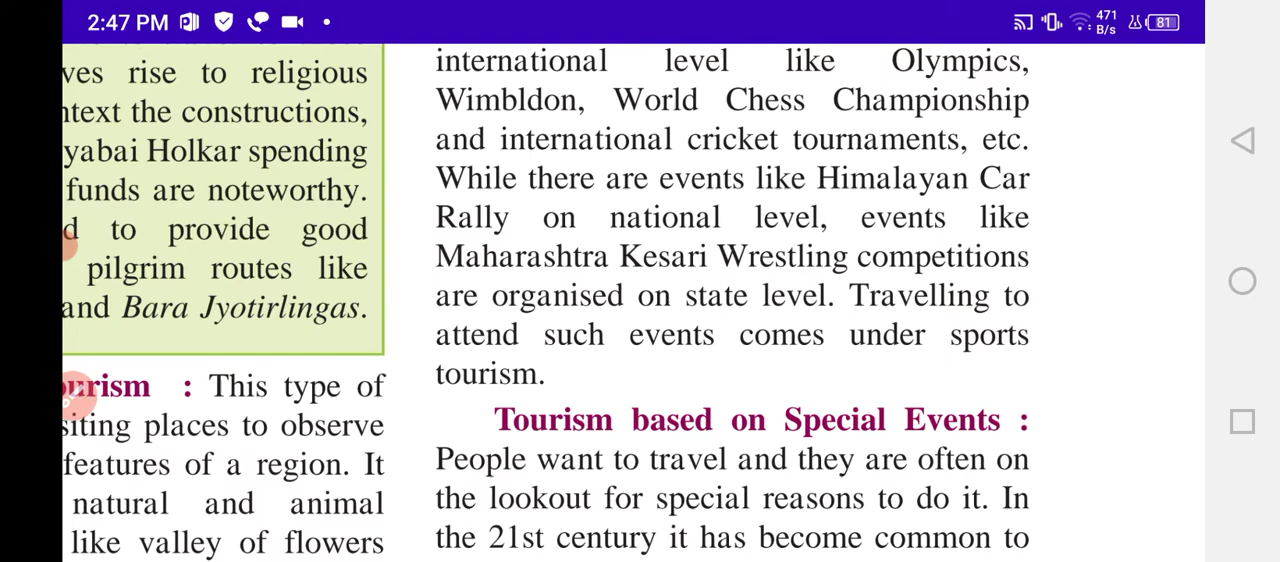 2:47 PM
471
B/s
81
ves rise to religious
ntext the constructions,
yabai Holkar spending
funds are noteworthy.
d to provide good
pilgrim routes like
and Bara Jyotirlingas.
ourism : This type of
siting places to observe
features of a region. It
natural and animal
like valley of flowers
international level like Olympics,
Wimbldon, World Chess Championship
and international cricket tournaments, etc.
While there are events like Himalayan Car
Rally on national level, events like
Maharashtra Kesari Wrestling competitions
are organised on state level. Travelling to
attend such events comes under sports
tourism.
Tourism based on Special Events :
People want to travel and they are often on
the lookout for special reasons to do it. In
the 21st century it has become common to